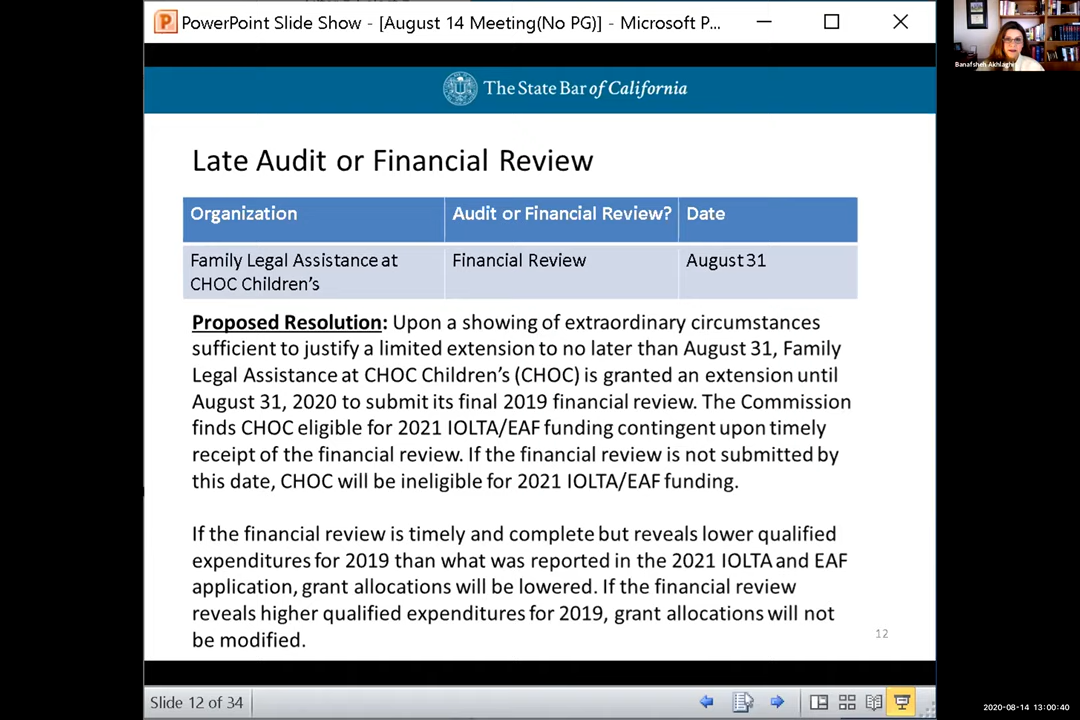 PowerPoint Slide Show - [August 14 Meeting(No PG)] - Microsoft P...
Banafsheh Akhlaghi
The State Bar of California
Late Audit or Financial Review
Organization Audit or Financial Review? Date
Family Legal Assistance at Financial Review August 31
CHOC Children's
Proposed Resolution: Upon a showing of extraordinary circumstances
sufficient to justify a limited extension to no later than August 31, Family
Legal Assistance at CHOC Children's (CHOC) is granted an extension until
August 31, 2020 to submit its final 2019 financial review. The Commission
finds CHOC eligible for 2021 IOLTA/EAF funding contingent upon timely
receipt of the financial review. If the financial review is not submitted by
this date, CHOC will be ineligible for 2021 IOLTA/EAF funding.
If the financial review is timely and complete but reveals lower qualified
expenditures for 2019 than what was reported in the 2021 IOLTA and EAF
application, grant allocations will be lowered. If the financial review
reveals higher qualified expenditures for 2019, grant allocations will not
be modified.
12
Slide 12 of 34
2020-08-14 13:00:40